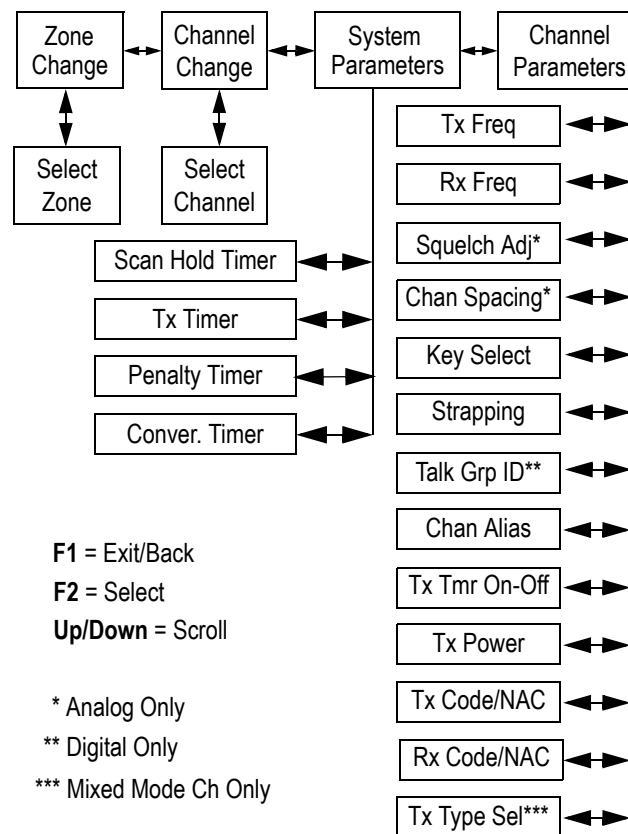 Zone
Change
Channel
Change
System
Parameters
Channel
Parameters
Select
Zone
Select
Channel
Scan Hold Timer
Tx Timer
Penalty Timer
Conver. Timer
Tx Freq
Rx Freq
Squelch Adj*
Chan Spacing*
Key Select
Strapping
Talk Grp ID**
Chan Alias
Tx Tmr On-Off
Tx Power
Tx Code/NAC
Rx Code/NAC
Tx Type Sel***
F1 = Exit/Back
F2 = Select
Up/Down = Scroll
* Analog Only
** Digital Only
*** Mixed Mode Ch Only